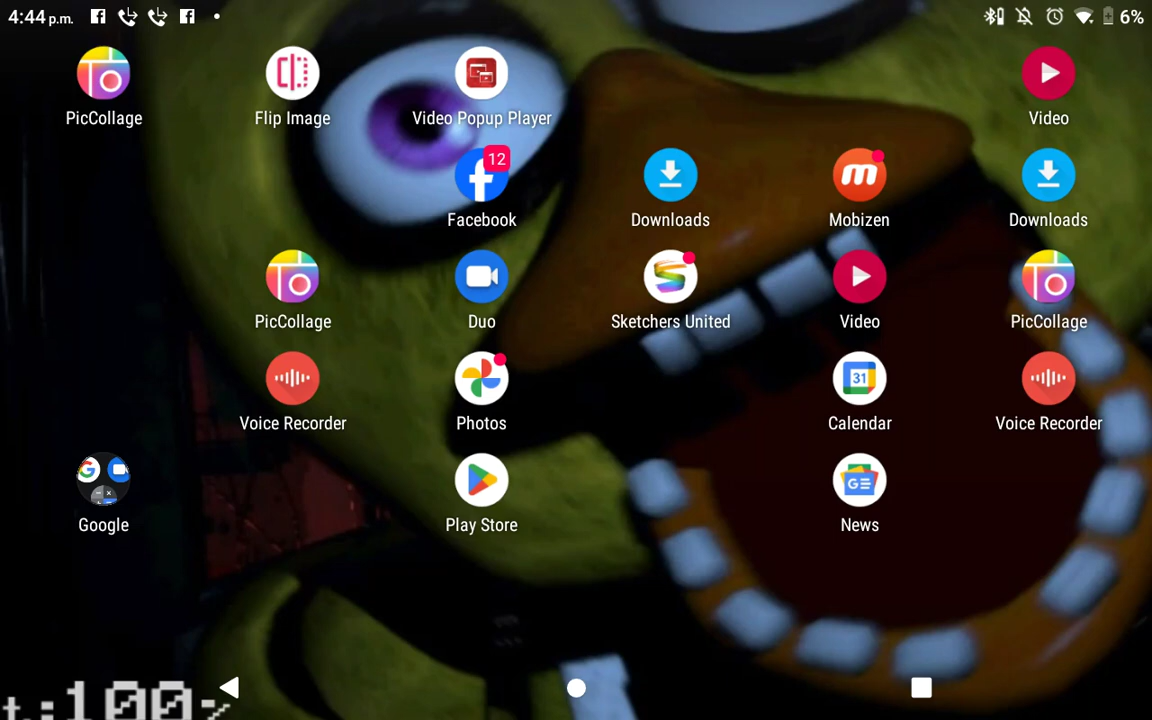 4:44 p.m. 6%
PicCollage Flip Image Video Popup Player Video
12
Facebook Downloads Mobizen Downloads
PicCollage Duo Sketchers United Video PicCollage
31
Voice Recorder Photos Calendar Voice Recorder
Google Play Store News
t.:100%